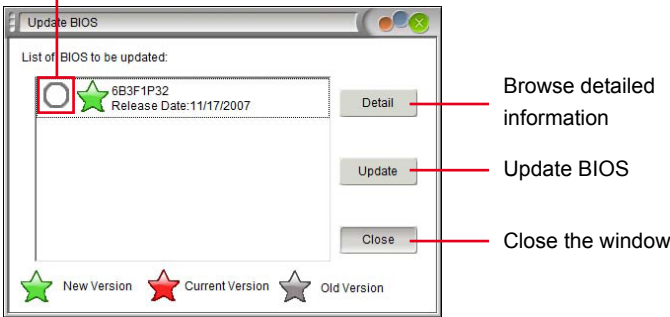 Update BIOS
List of BIOS to be updated:
6B3F1P32
Release Date:11/17/2007
Detail
Update
Close
New Version
Current Version
Old Version
Browse detailed
information
Update BIOS
Close the window